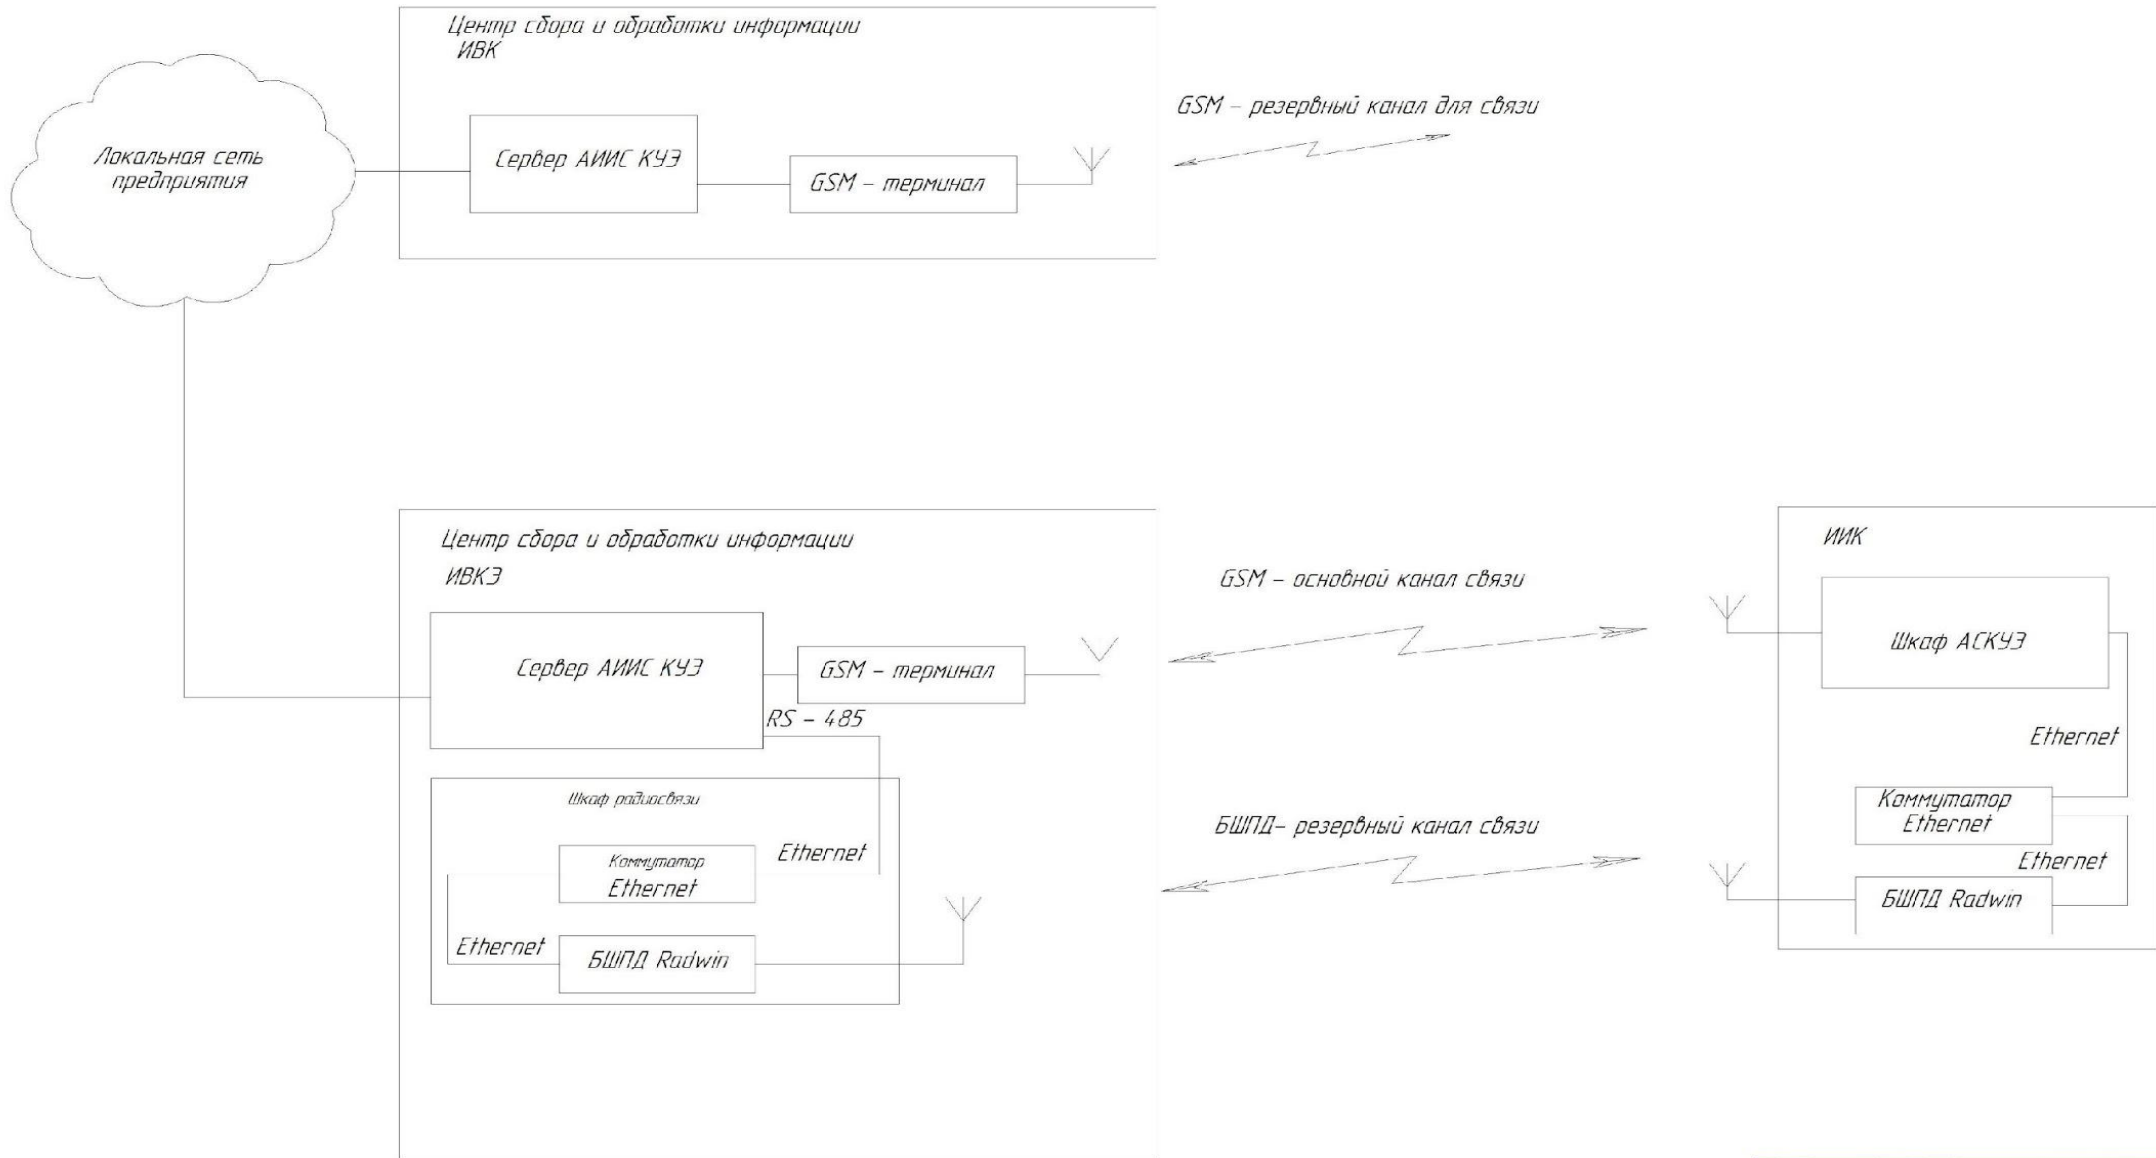 Центр сбора и обработки информации
ИВК
GSM – резервный канал для связи
Локальная сеть
предприятия
Сервер АИИС КУЭ
GSM – терминал
Центр сбора и обработки информации
ИВКЭ
GSM – основной канал связи
ИИК
Сервер АИИС КУЭ
GSM – терминал
Шкаф АСКУЭ
RS – 485
Ethernet
Шкаф радиосвязи
БШПД– резервный канал связи
Коммутатор
Ethernet
Коммутатор
Ethernet
Ethernet
Ethernet
Ethernet
БШПД Radwin
БШПД Radwin